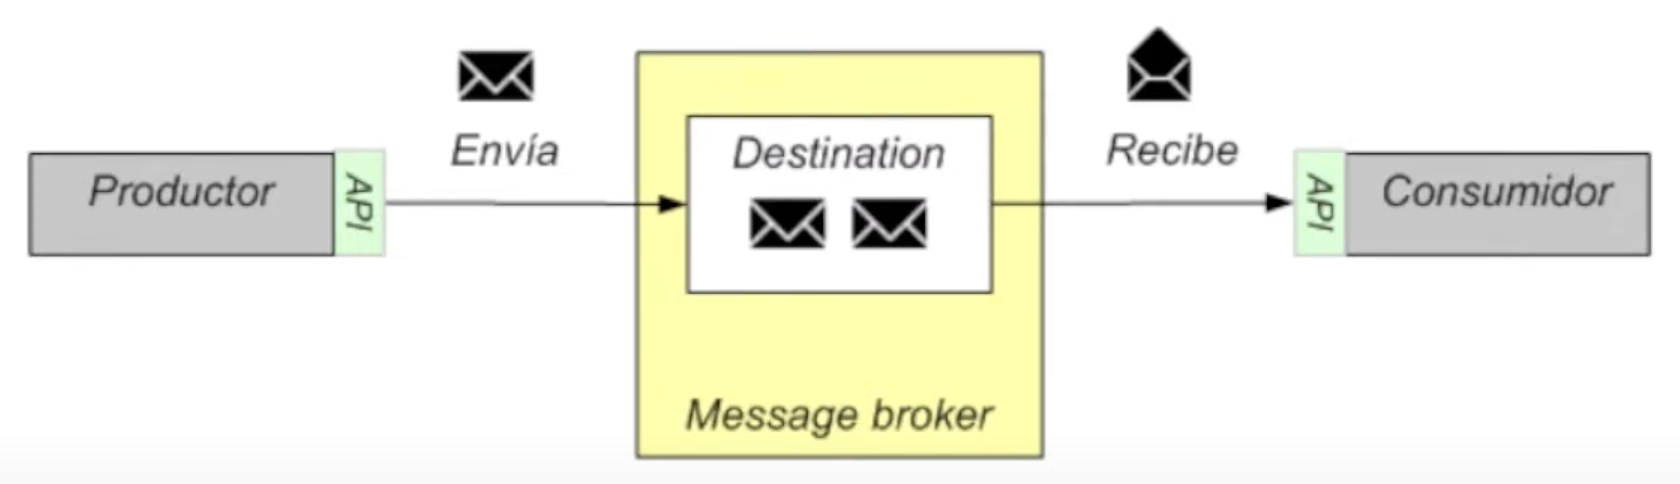 Productor
API
Envía
Destination
Message broker
Recibe
API
Consumidor